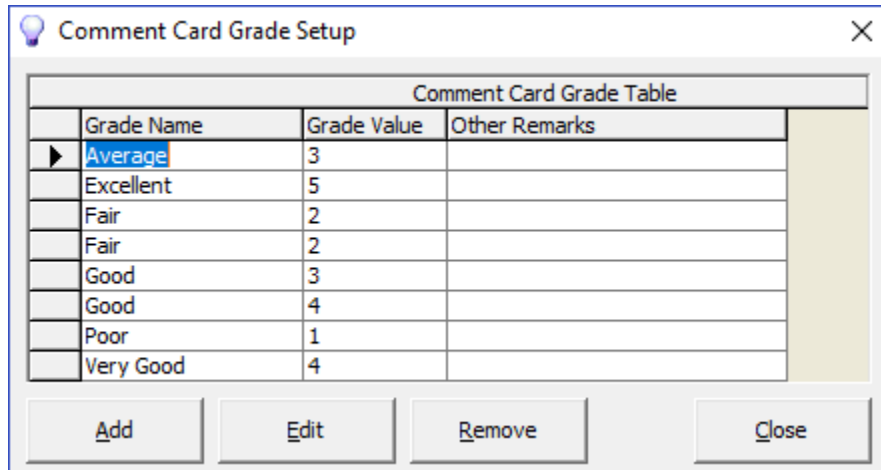 Comment Card Grade Setup
Comment Card Grade Table
Grade Name Grade Value Other Remarks
Average 3
Excellent 5
Fair 2
Fair 2
Good 3
Good 4
Poor 1
Very Good 4
Add Edit Remove Close